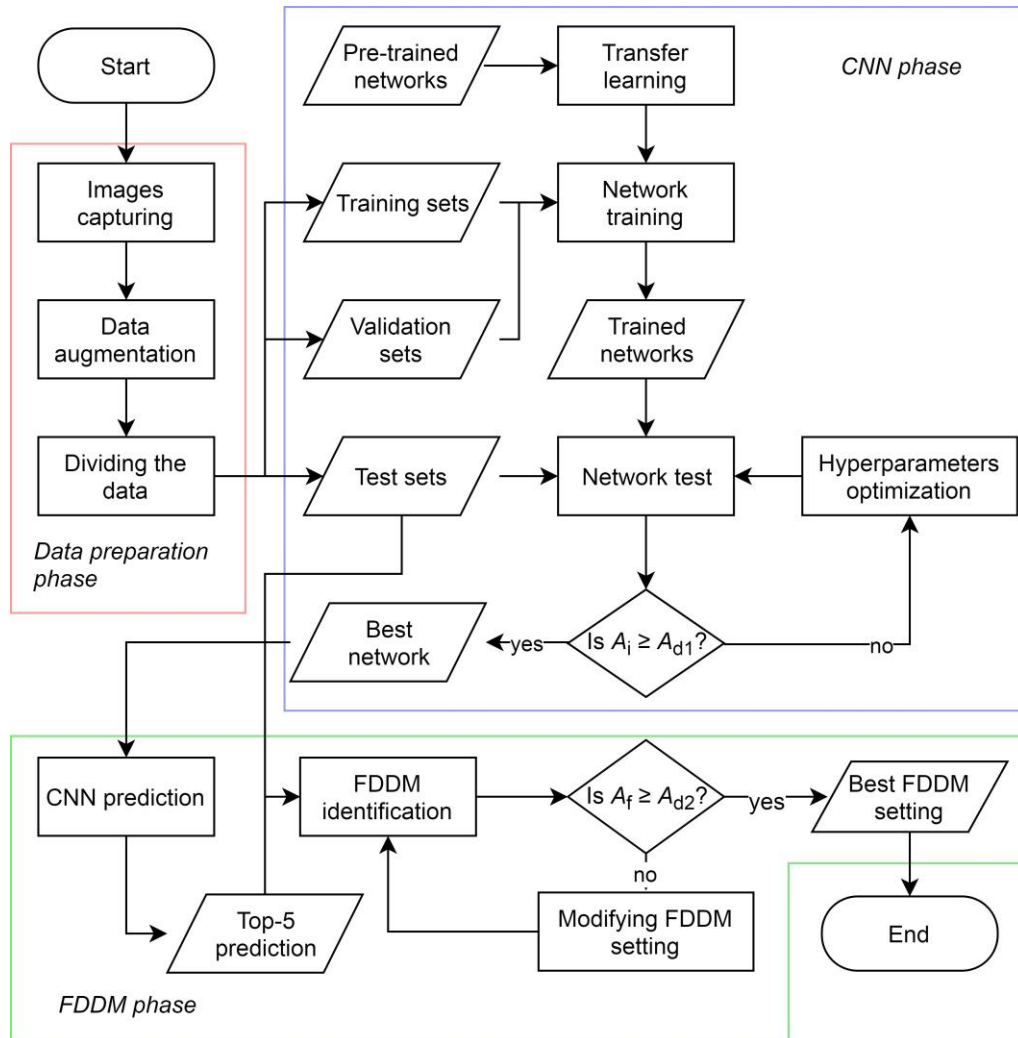 Start
Pre-trained
networks
Transfer
learning
CNN phase
Images
capturing
Training sets
Network
training
Data
augmentation
Validation
sets
Trained
networks
Dividing the
data
Test sets
Network test
Hyperparameters
optimization
Data preparation
phase
Best
network
yes
Is Ai ≥ Ad1?
no
CNN prediction
FDDM
identification
Is Af ≥ Ad2?
yes
Best FDDM
setting
no
Top-5
prediction
Modifying FDDM
setting
End
FDDM phase